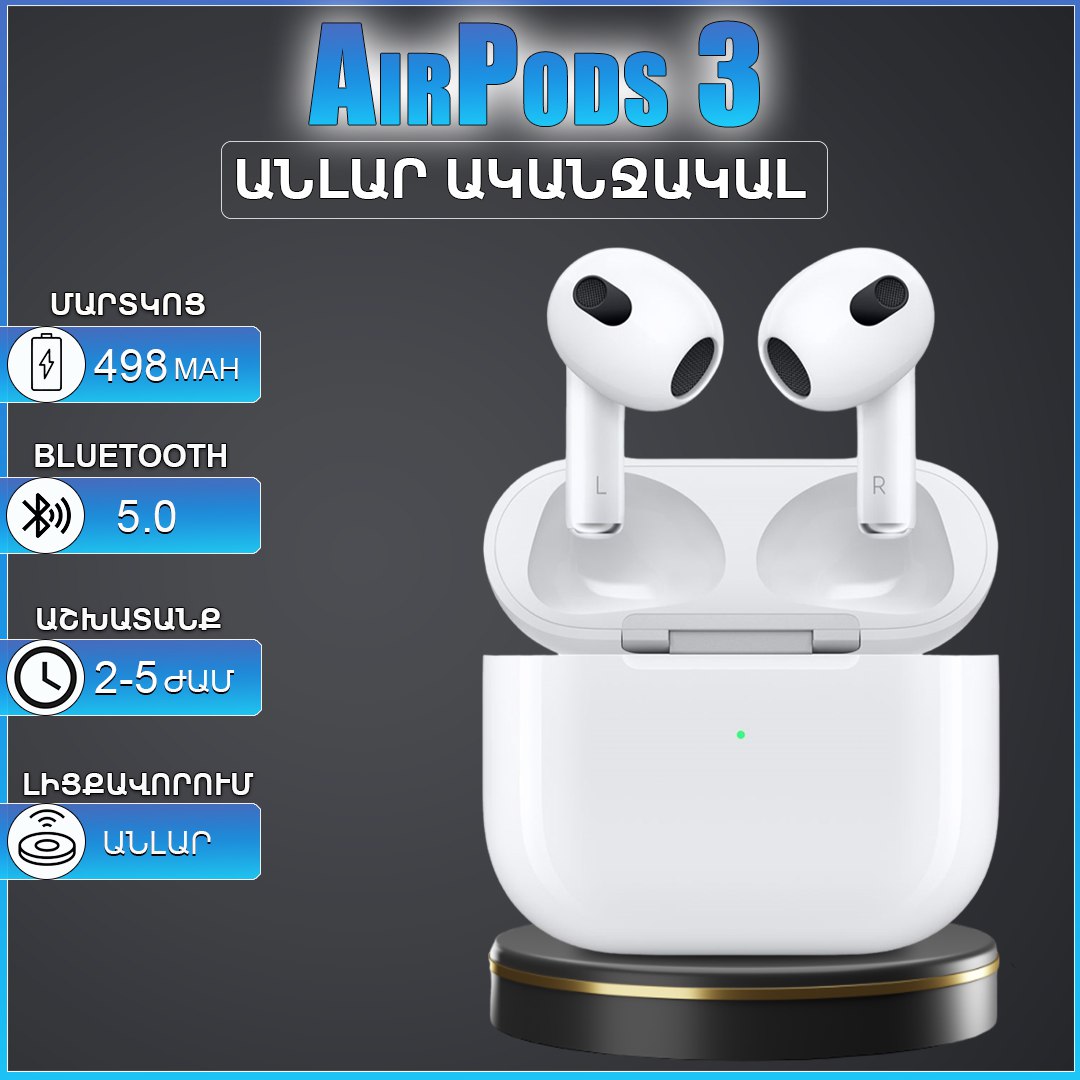 AirPods 3
ԱՆԼԱՐ ԱԿԱՆՋԱԿԱԼ
ՄԱՐՏԿՈՑ
498 MAH
BLUETOOTH
5.0
ԱՇԽԱՏԱՆՔ
2-5 ԺԱՄ
ԼԻՑՔԱՎՈՐՈՒՄ
ԱՆԼԱՐ
L
R